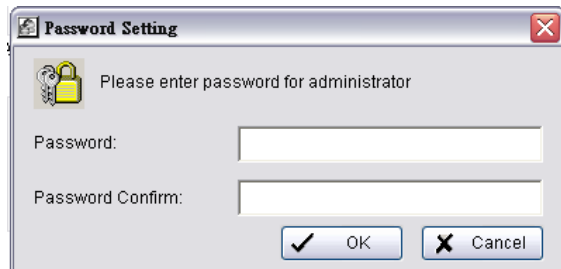 Password Setting
Please enter password for administrator
Password:
Password Confirm:
OK Cancel